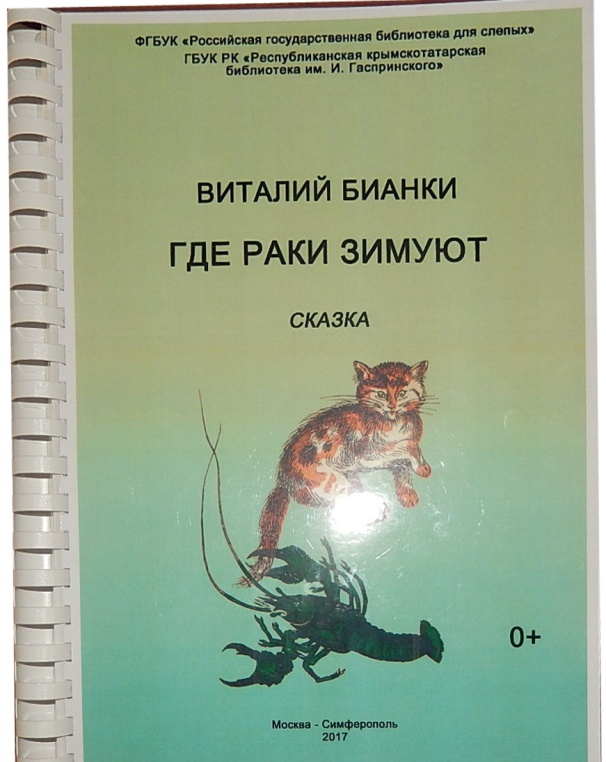 ФГБУК «Российская государственная библиотека для слепых»
ГБУК РК «Республиканская крымскотатарская
библиотека им. И. Гаспринского»
ВИТАЛИЙ БИАНКИ
ГДЕ РАКИ ЗИМУЮТ
СКАЗКА
0+
Москва - Симферополь
2017